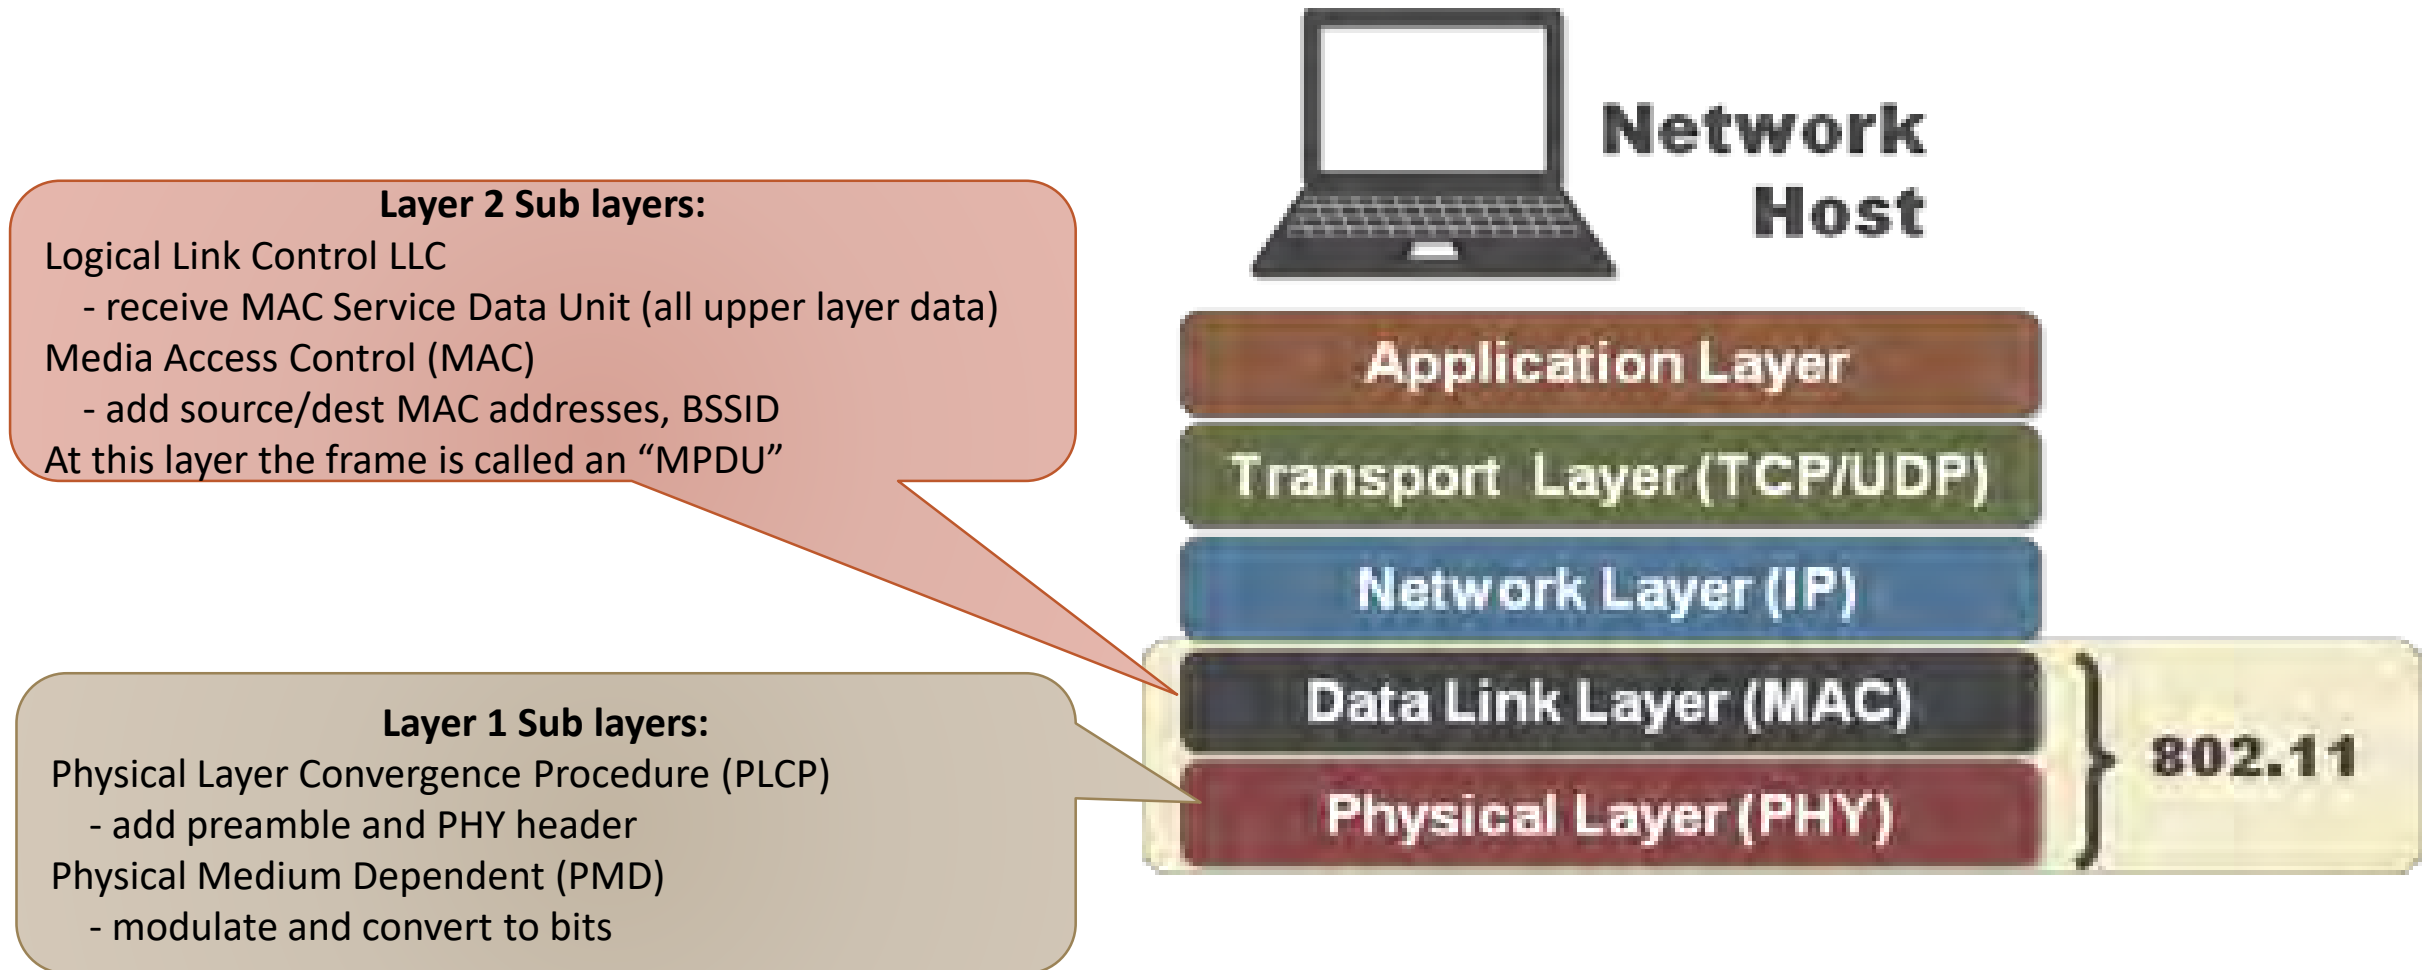 Network
Host
Layer 2 Sub layers:
Logical Link Control LLC
- receive MAC Service Data Unit (all upper layer data)
Media Access Control (MAC)
- add source/dest MAC addresses, BSSID
At this layer the frame is called an “MPDU”
Layer 1 Sub layers:
Physical Layer Convergence Procedure (PLCP)
- add preamble and PHY header
Physical Medium Dependent (PMD)
- modulate and convert to bits
Application Layer
Transport Layer (TCP/UDP)
Network Layer (IP)
Data Link Layer (MAC)
Physical Layer (PHY)
802.11